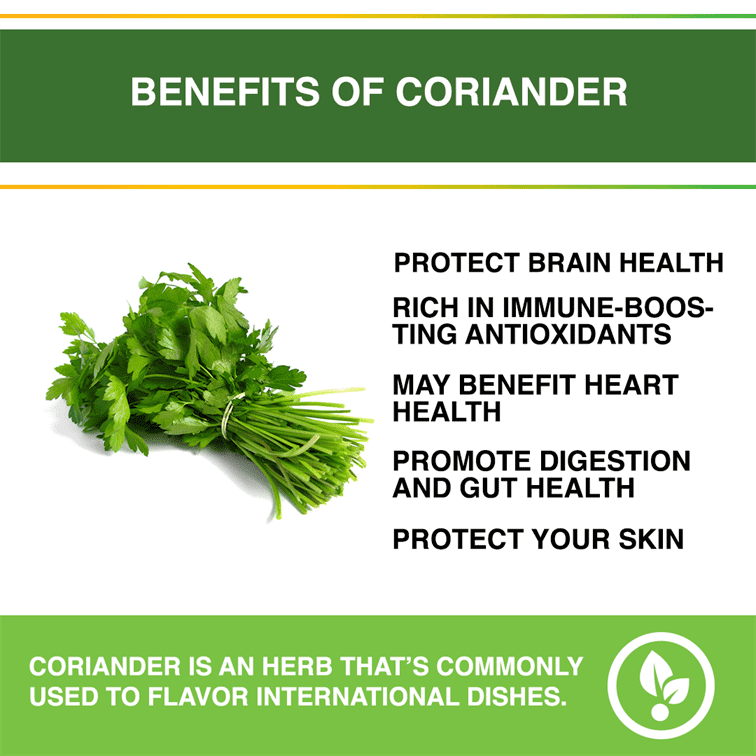 BENEFITS OF CORIANDER
PROTECT BRAIN HEALTH
RICH IN IMMUNE-BOOS-
TING ANTIOXIDANTS
MAY BENEFIT HEART
HEALTH
PROMOTE DIGESTION
AND GUT HEALTH
PROTECT YOUR SKIN
CORIANDER IS AN HERB THAT’S COMMONLY
USED TO FLAVOR INTERNATIONAL DISHES.